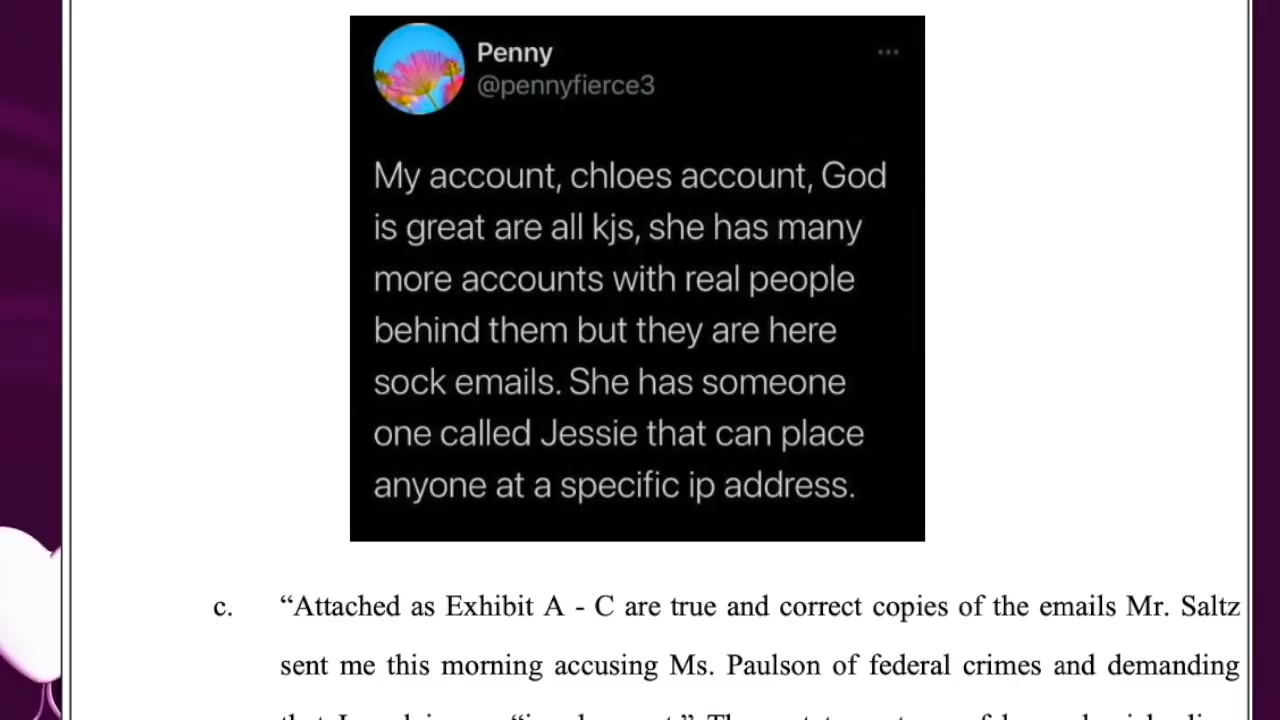 Penny
@pennyfierce3
My account, chloes account, God
is great are all kjs, she has many
more accounts with real people
behind them but they are here
sock emails. She has someone
one called Jessie that can place
anyone at a specific ip address.
c. “Attached as Exhibit A - C are true and correct copies of the emails Mr. Saltz
sent me this morning accusing Ms. Paulson of federal crimes and demanding